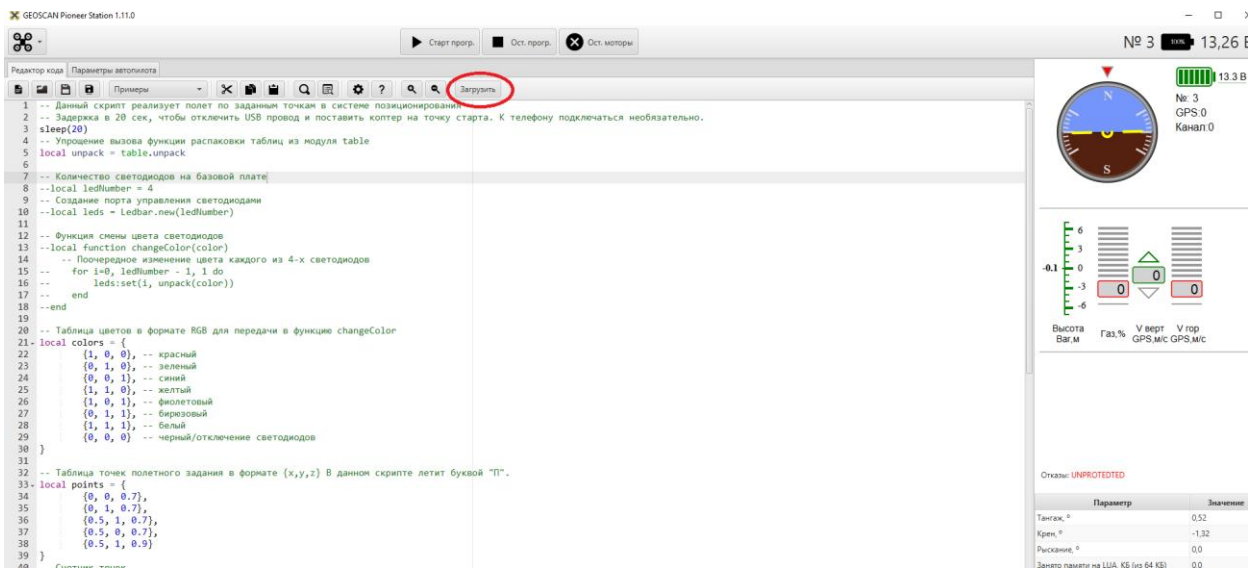 GEOSCAN Pioneer Station 1.11.0
Старт прогр. Ост. прогр. Ост. моторы
№ 3 100% 13,26 В
Редактор кода Параметры автопилота
Примеры ? Загрузить
1 -- Данный скрипт реализует полет по заданным точкам в системе позиционирования
2 -- Задержка в 20 сек, чтобы отключить USB провод и поставить коптер на точку старта. К телефону подключаться необязательно.
3 sleep(20)
4 -- Упрощение вызова функции распаковки таблиц из модуля table
5 local unpack = table.unpack
6
7 -- Количество светодиодов на базовой плате
8 --local ledNumber = 4
9 -- Создание порта управления светодиодами
10 --local leds = Ledbar.new(ledNumber)
11
12 -- Функция смены цвета светодиодов
13 --local function changeColor(color)
14 -- Поочередное изменение цвета каждого из 4-х светодиодов
15 -- for i=0, ledNumber - 1, 1 do
16 -- leds:set(i, unpack(color))
17 -- end
18 --end
19
20 -- Таблица цветов в формате RGB для передачи в функцию changeColor
21 local colors = {
22 {1, 0, 0}, -- красный
23 {0, 1, 0}, -- зеленый
24 {0, 0, 1}, -- синий
25 {1, 1, 0}, -- желтый
26 {1, 0, 1}, -- фиолетовый
27 {0, 1, 1}, -- бирюзовый
28 {1, 1, 1}, -- белый
29 {0, 0, 0} -- черный/отключение светодиодов
30 }
31
32 -- Таблица точек полетного задания в формате {x,y,z} В данном скрипте летит буквой "П".
33 local points = {
34 {0, 0, 0.7},
35 {0, 1, 0.7},
36 {0.5, 1, 0.7},
37 {0.5, 0, 0.7},
38 {0.5, 1, 0.9}
39 }
40 -- Счетчик точек
N
S
13.3 В
№: 3
GPS:0
Канал:0
6
3
-0.1 0
-3
-6
0 0 0
Высота Баг,м
Газ,%
V верт GPS,м/с
V гор GPS,м/с
Отказы: UNPROTEDTED
Параметр Значение
Тангаж, ° 0,52
Крен, ° -1,32
Рыскание, ° 0,0
Занято памяти на LUA, КБ (из 64 КБ) 0,0